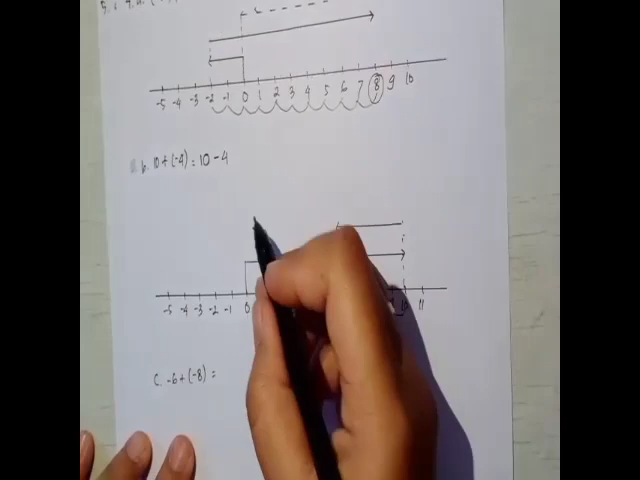 -5 -4 -3 -2 -1 0 1 2 3 4 5 6 7 8 9 10
b. 10 + (-4) = 10 - 4
-5 -4 -3 -2 -1 0 10 11
c. -6 + (-8) =